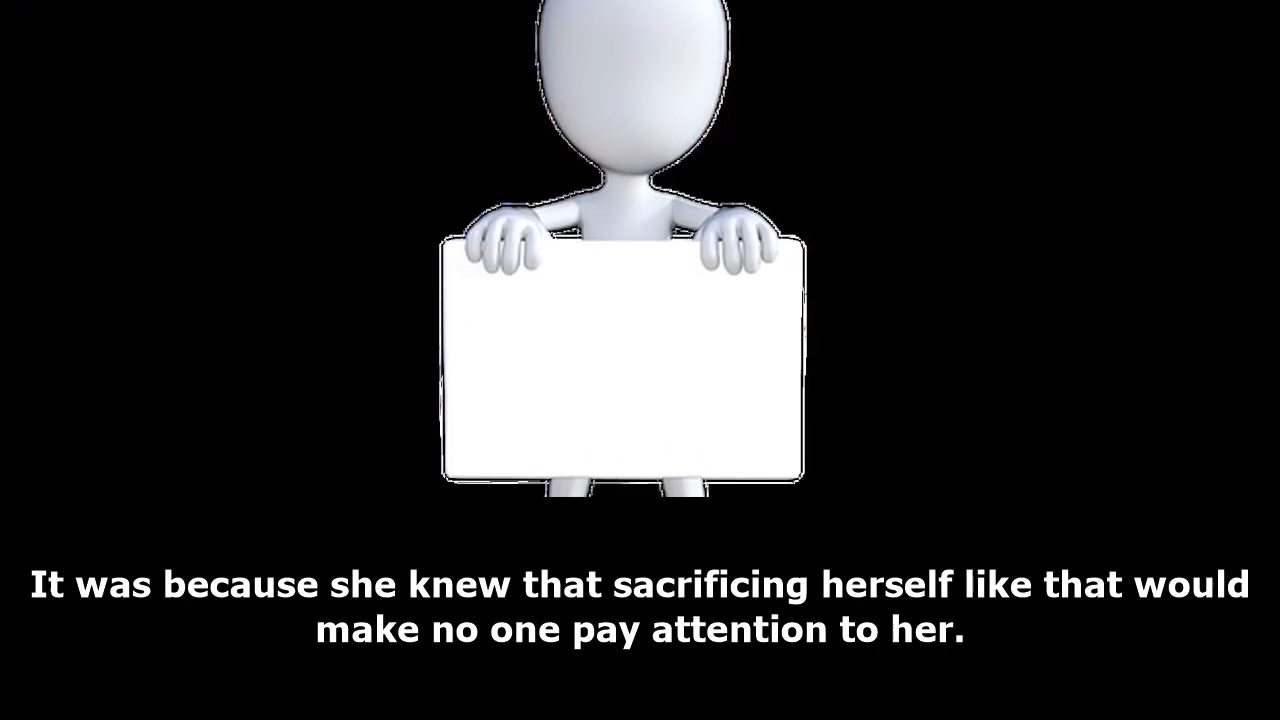 It was because she knew that sacrificing herself like that would
make no one pay attention to her.